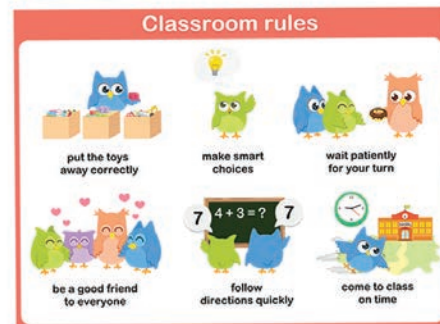 Classroom rules
put the toys
away correctly
make smart
choices
wait patiently
for your turn
be a good friend
to everyone
7
4 + 3 = ?
7
follow
directions quickly
come to class
on time